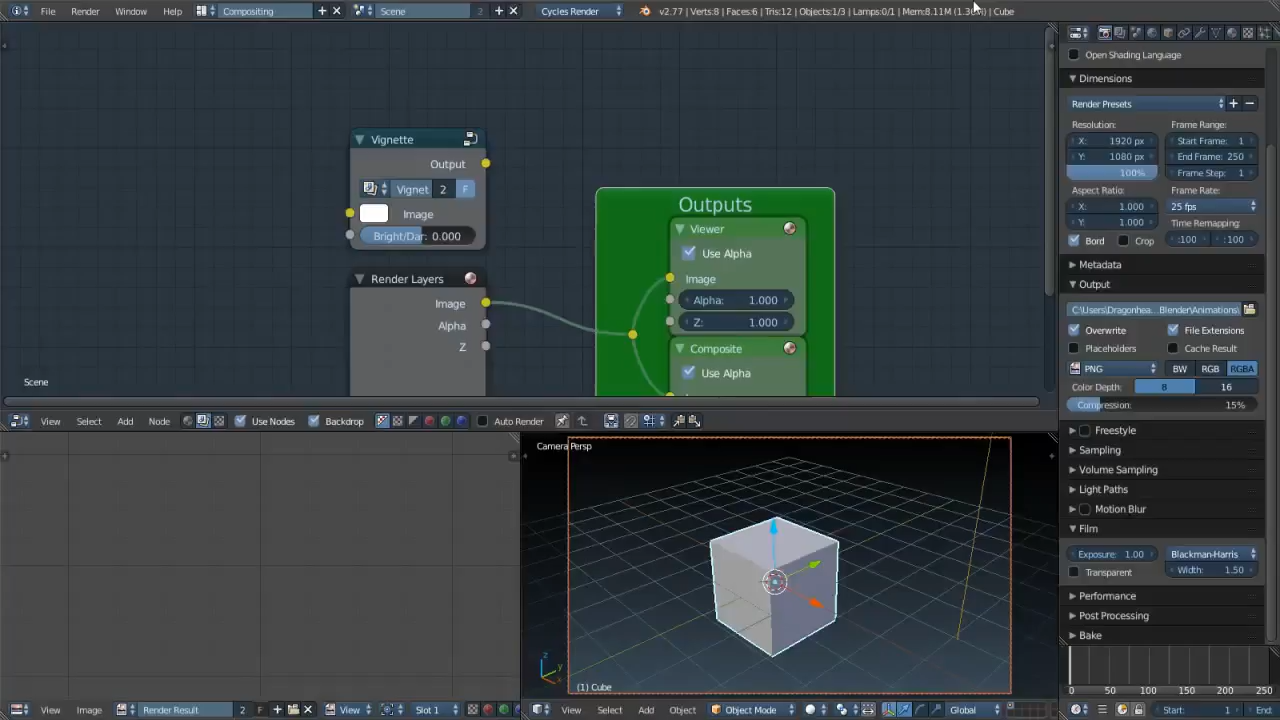 File Render Window Help Compositing Scene 2 Cycles Render v2.77 | Verts:8 | Faces:6 | Tris:12 | Objects:1/3 | Lamps:0/1 | Mem:8.11M | Cube
Vignette
Output
Vignet 2 F
Image
Bright/Dar: 0.000
Render Layers
Image
Alpha
Z
Outputs
Viewer
Use Alpha
Image
Alpha: 1.000
Z: 1.000
Composite
Use Alpha
Scene
View Select Add Node Use Nodes Backdrop Auto Render
Camera Persp
(1) Cube
z
y
View Image Render Result 2 F View Slot 1
View Select Add Object Object Mode Global
Open Shading Language
Dimensions
Render Presets
Resolution: Frame Range:
X: 1920 px Start Frame: 1
Y: 1080 px End Frame: 250
100% Frame Step: 1
Aspect Ratio: Frame Rate:
X: 1.000 25 fps
Y: 1.000 Time Remapping:
Bord Crop :100 :100
Metadata
Output
C:\Users\Dragonhea... Blender\Animations\
Overwrite File Extensions
Placeholders Cache Result
PNG BW RGB RGBA
Color Depth: 8 16
Compression: 15%
Freestyle
Sampling
Volume Sampling
Light Paths
Motion Blur
Film
Exposure: 1.00 Blackman-Harris
Transparent Width: 1.50
Performance
Post Processing
Bake
0 50 100 150 200 250
Start: 1 End: